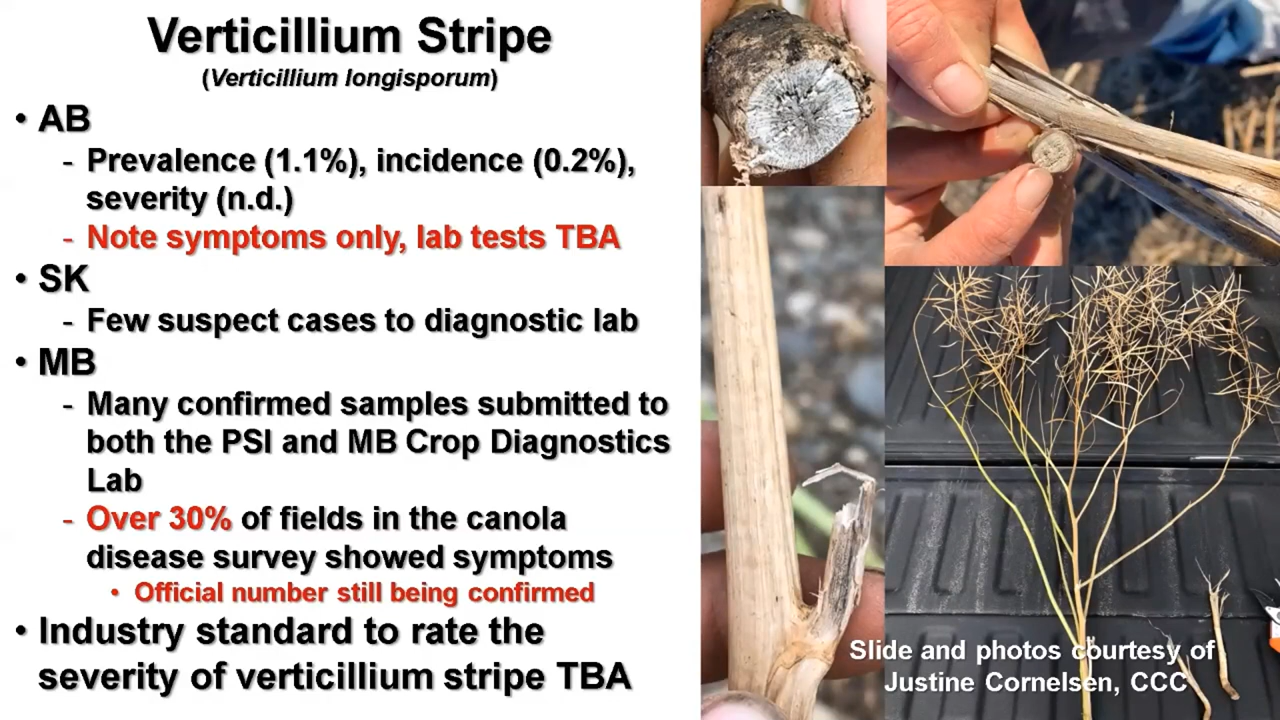 Verticillium Stripe
(Verticillium longisporum)
• AB
- Prevalence (1.1%), incidence (0.2%),
severity (n.d.)
- Note symptoms only, lab tests TBA
• SK
- Few suspect cases to diagnostic lab
• MB
- Many confirmed samples submitted to
both the PSI and MB Crop Diagnostics
Lab
- Over 30% of fields in the canola
disease survey showed symptoms
• Official number still being confirmed
• Industry standard to rate the
severity of verticillium stripe TBA
Slide and photos courtesy of
Justine Cornelsen, CCC